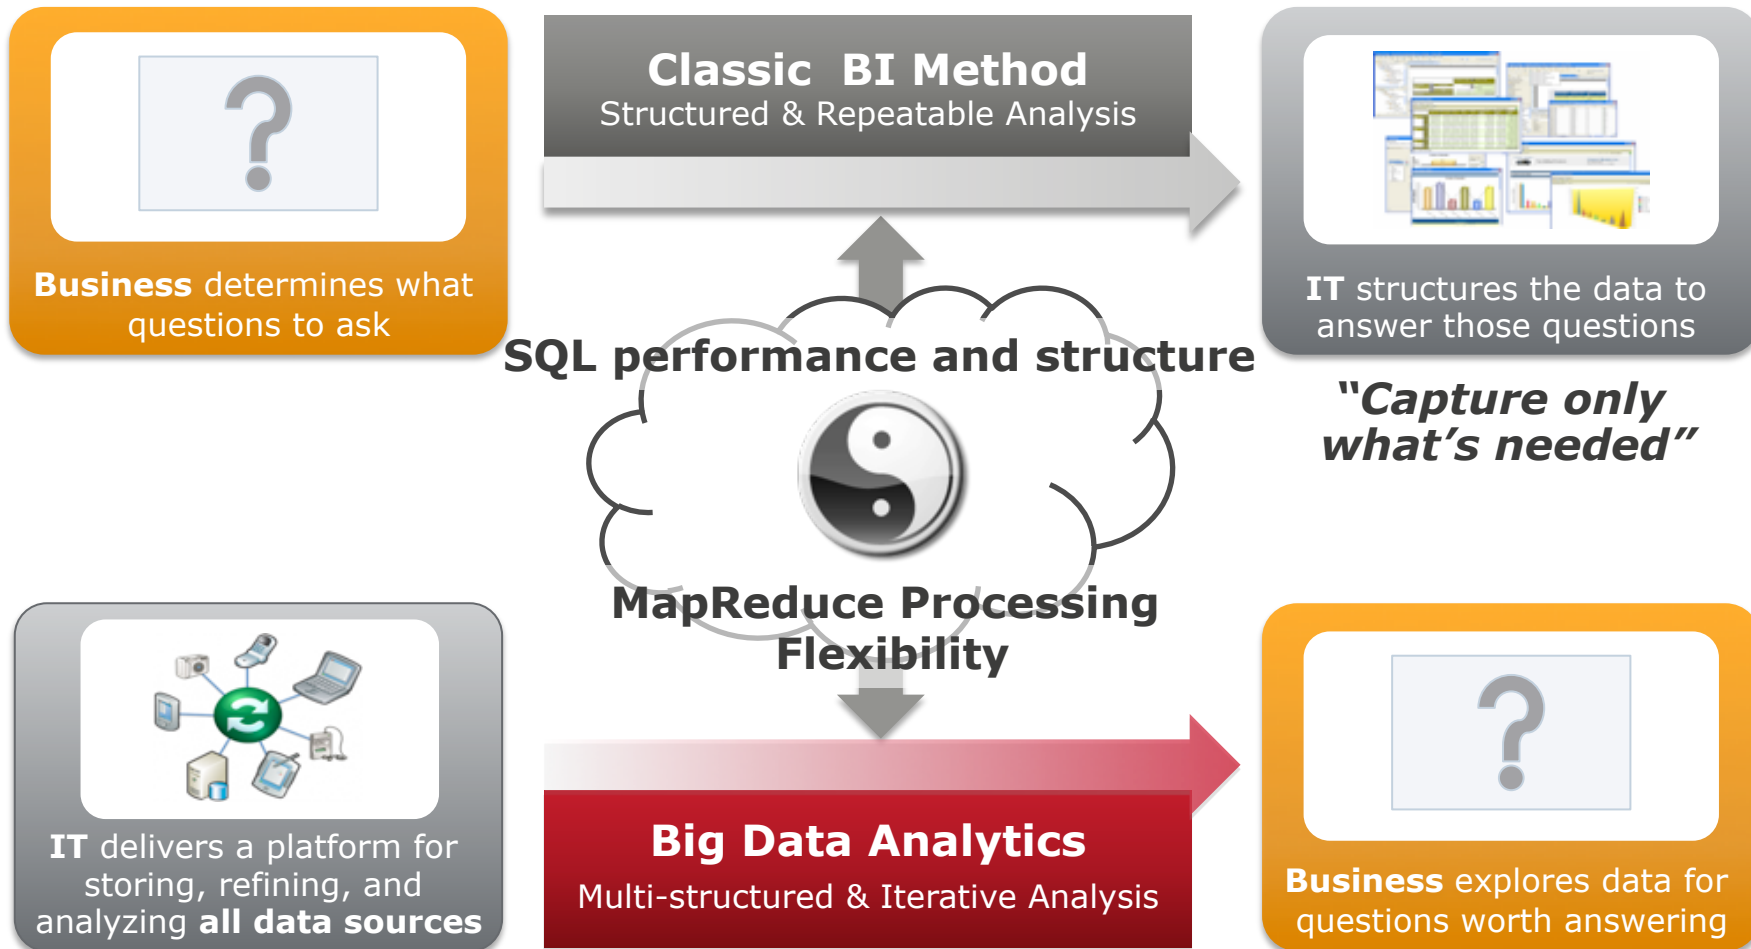 Classic BI Method
Structured & Repeatable Analysis
Business determines what
questions to ask
IT structures the data to
answer those questions
SQL performance and structure
“Capture only
what’s needed”
MapReduce Processing
Flexibility
IT delivers a platform for
storing, refining, and
analyzing all data sources
Big Data Analytics
Multi-structured & Iterative Analysis
Business explores data for
questions worth answering